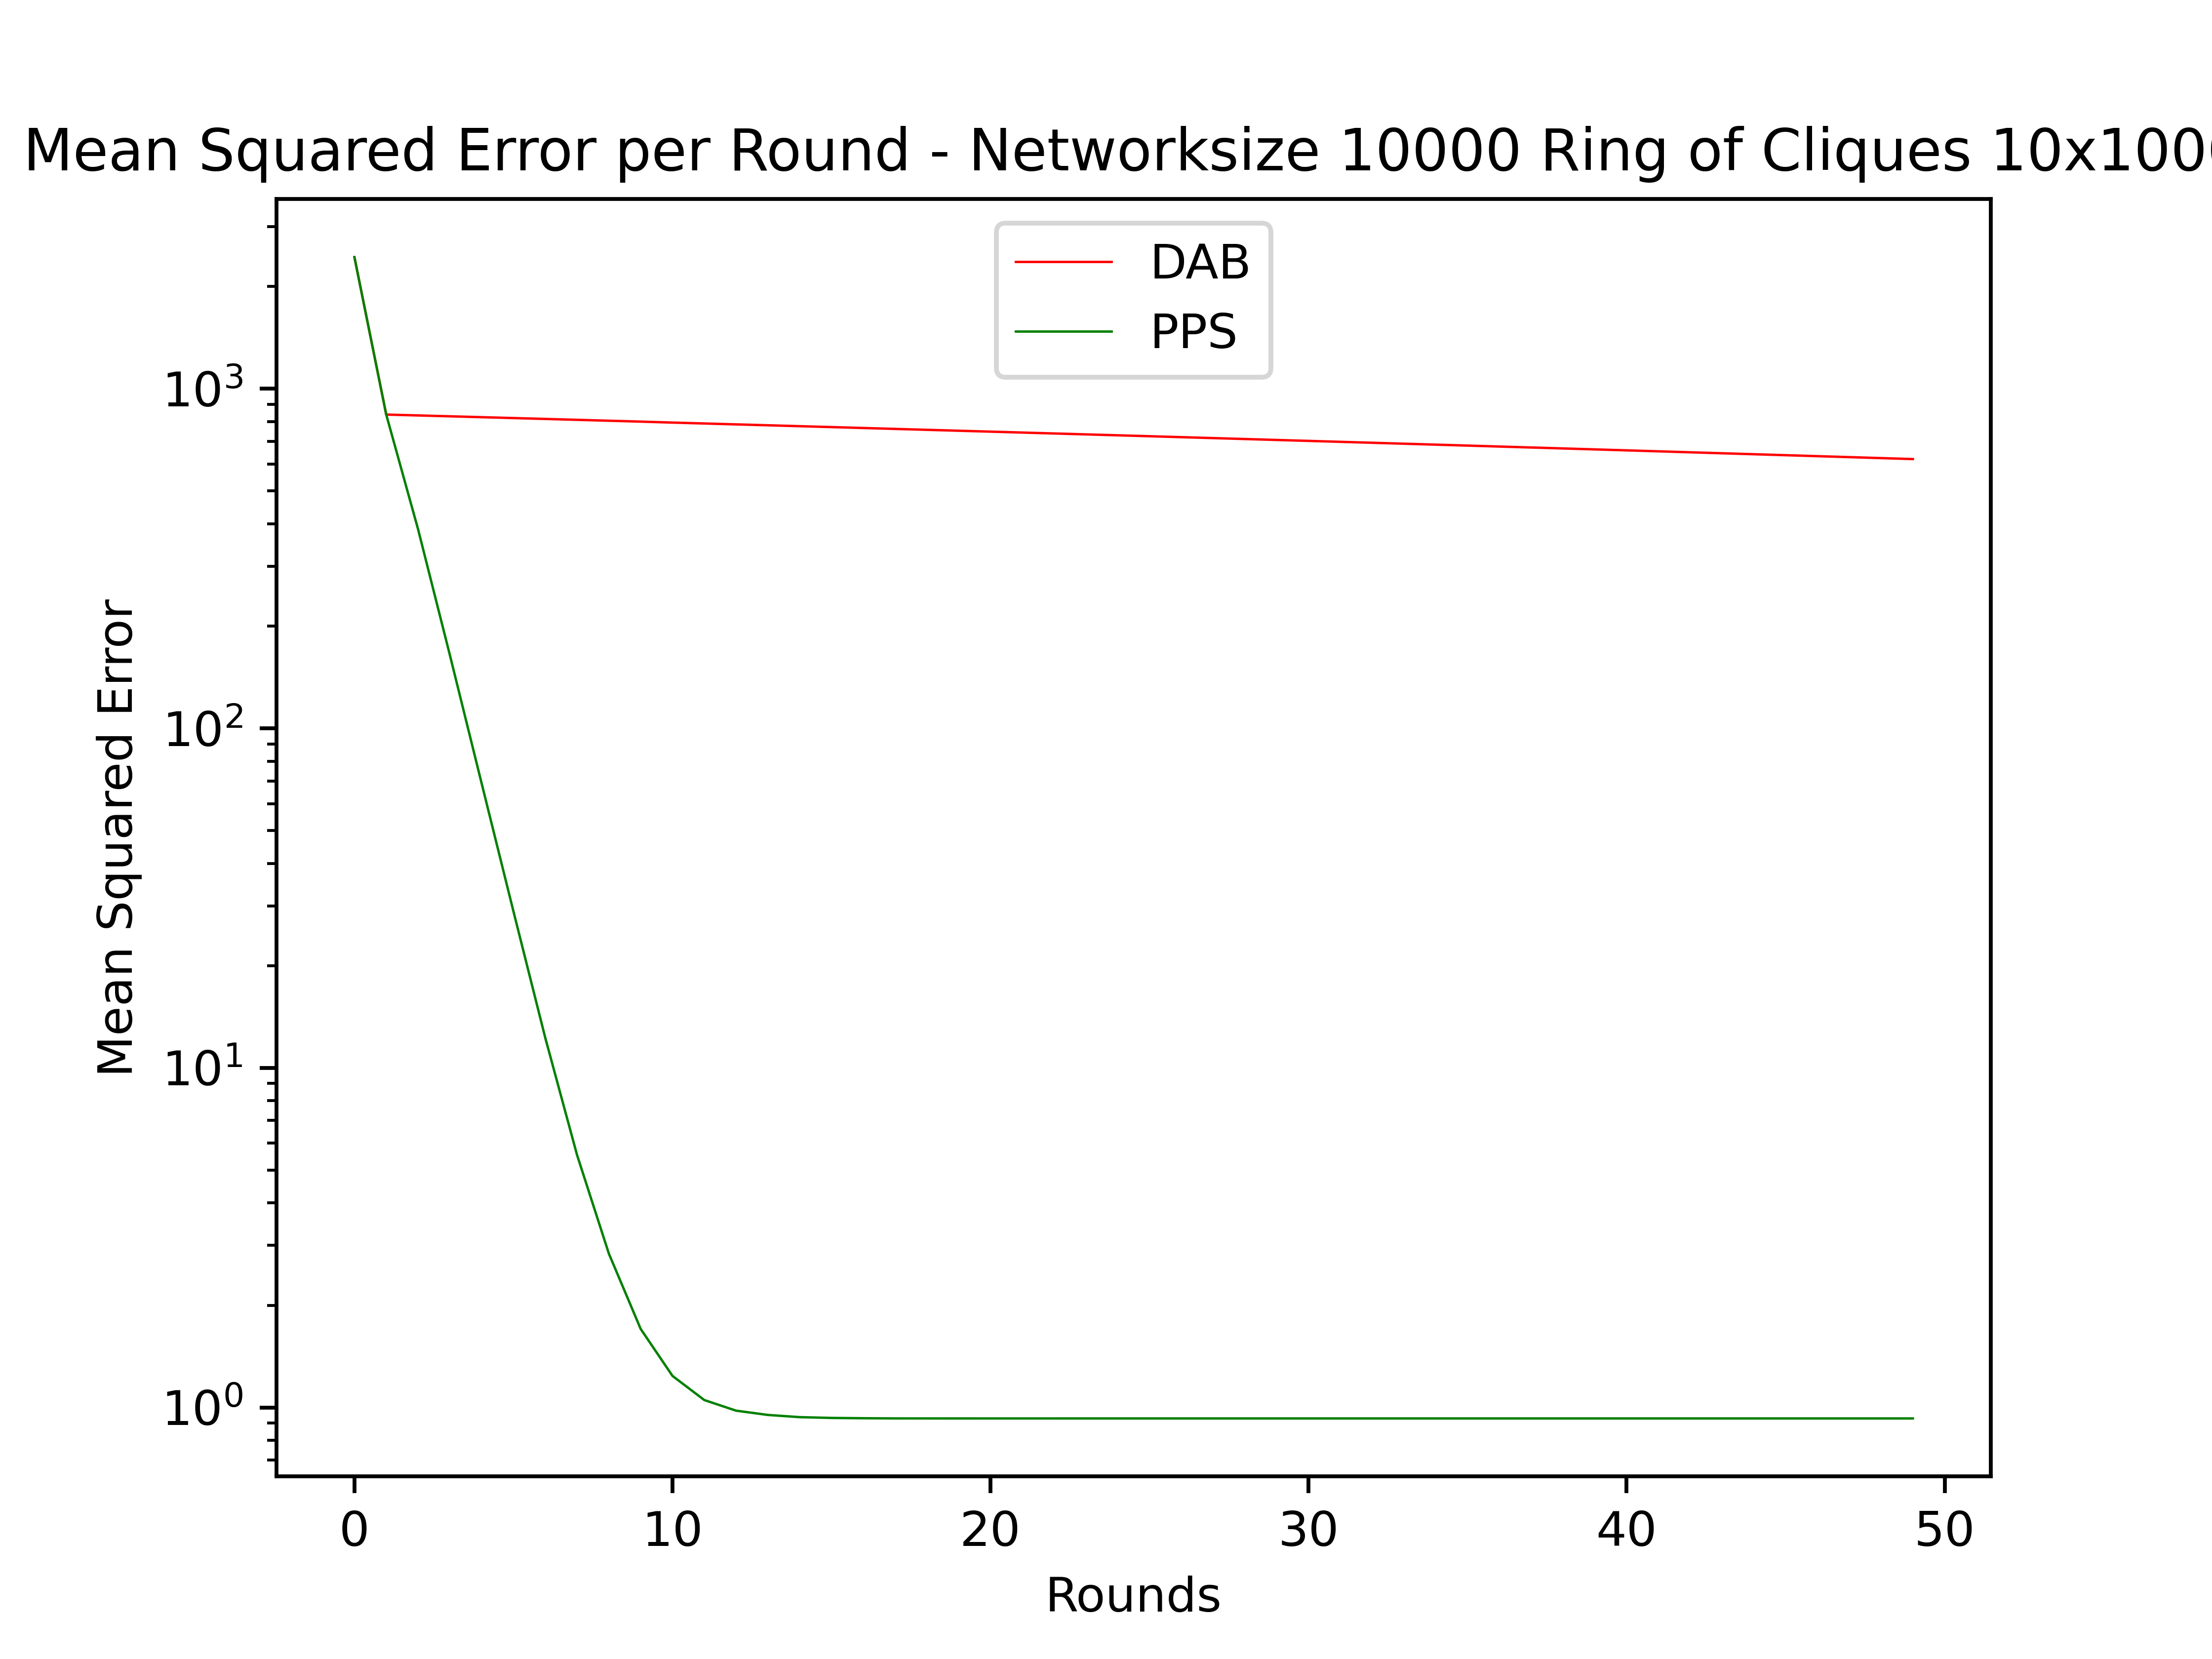 Mean Squared Error per Round - Networksize 10000 Ring of Cliques
DAB
PPS
Mean Squared Error
10³
10²
10¹
10⁰
0 10 20 30 40 50
Rounds